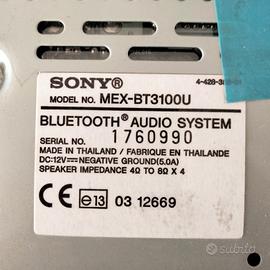 SONY®
MODEL NO. MEX-BT3100U
BLUETOOTH® AUDIO SYSTEM
SERIAL NO. 1760990
MADE IN THAILAND / FABRIQUE EN THAILANDE
DC:12V⎓NEGATIVE GROUND(5.0A)
SPEAKER IMPEDANCE 4Ω TO 8Ω X 4
e13 03 12669
subito